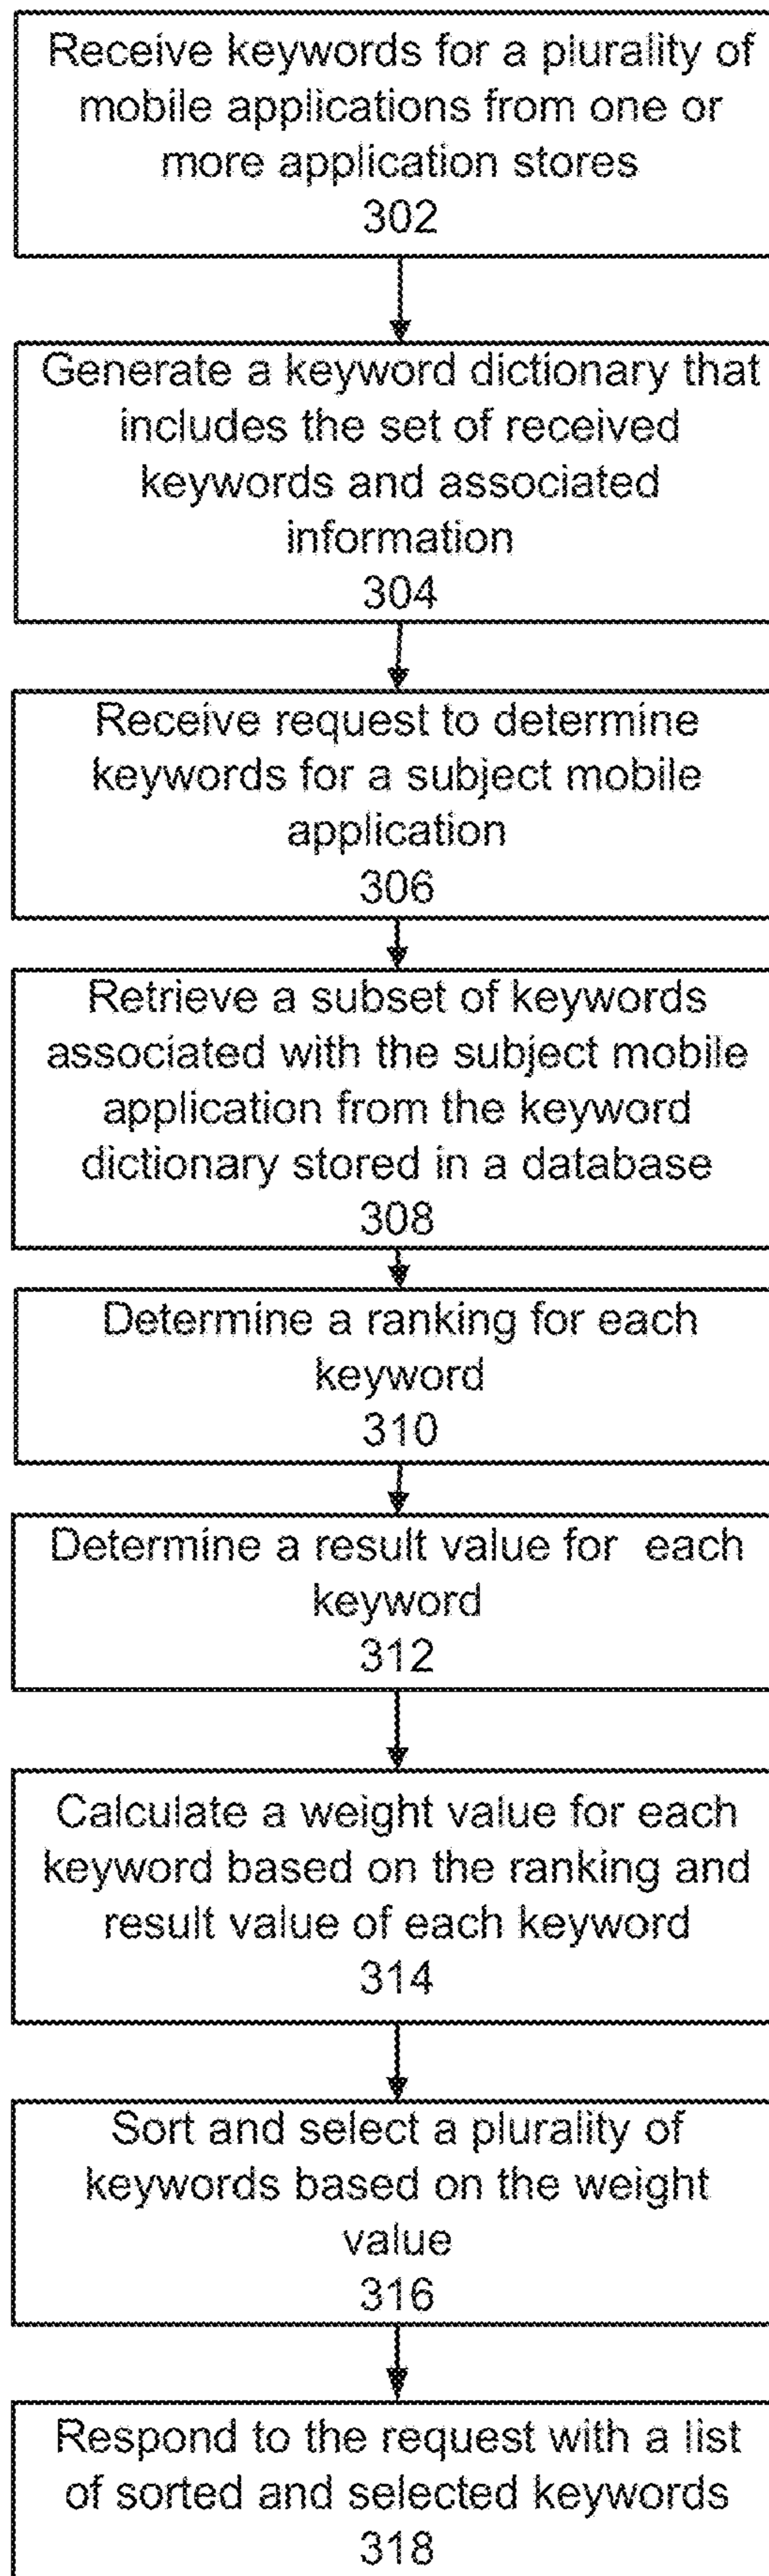 Receive keywords for a plurality of
mobile applications from one or
more application stores
302
Generate a keyword dictionary that
includes the set of received
keywords and associated
information
304
Receive request to determine
keywords for a subject mobile
application
306
Retrieve a subset of keywords
associated with the subject mobile
application from the keyword
dictionary stored in a database
308
Determine a ranking for each
keyword
310
Determine a result value for each
keyword
312
Calculate a weight value for each
keyword based on the ranking and
result value of each keyword
314
Sort and select a plurality of
keywords based on the weight
value
316
Respond to the request with a list
of sorted and selected keywords
318